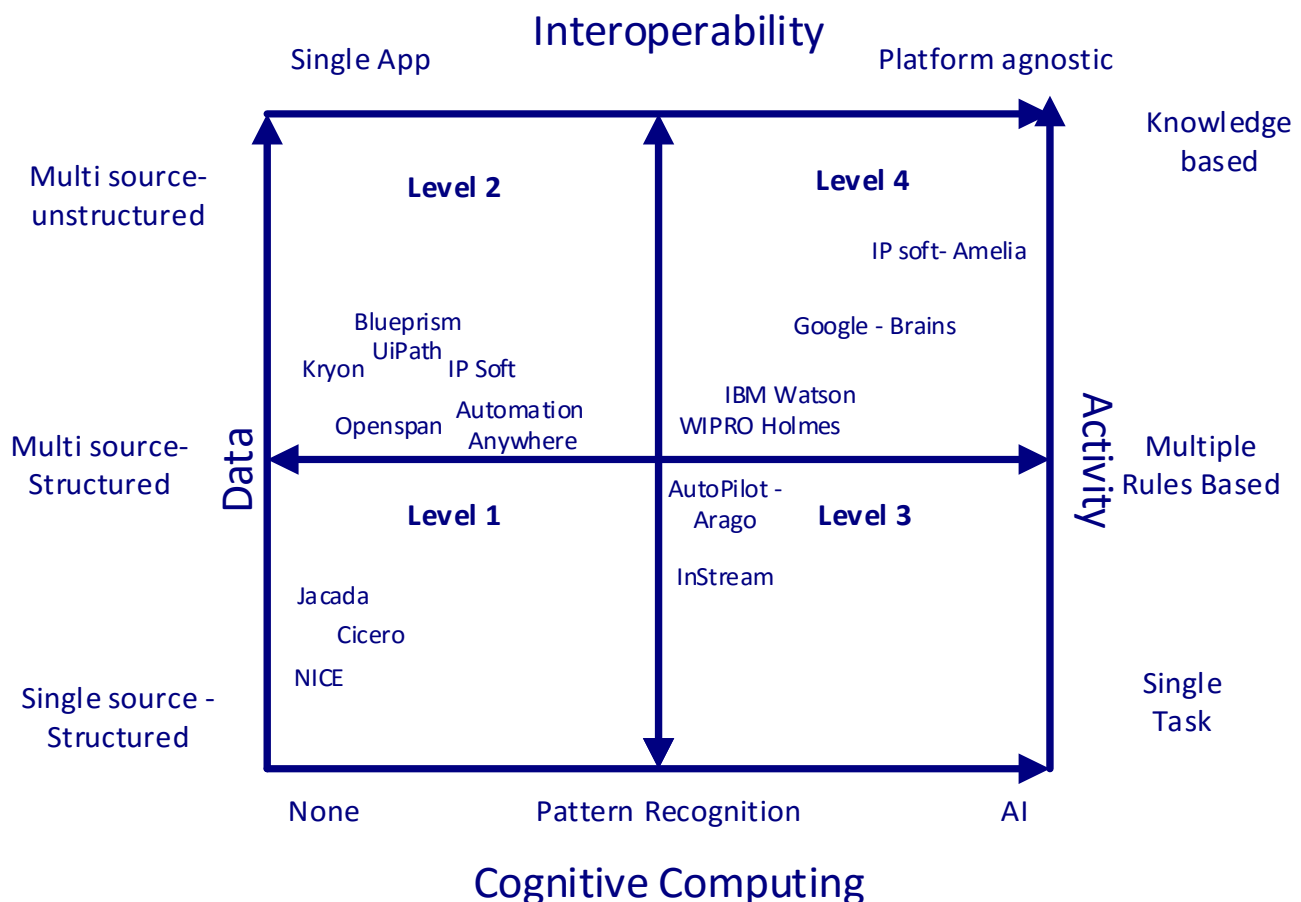 Interoperability
Single App
Platform agnostic
Knowledge
based
Multi source-
unstructured
Level 2
Level 4
IP soft- Amelia
Blueprism
UiPath
Kryon
IP Soft
Google - Brains
Openspan
Automation
Anywhere
IBM Watson
WIPRO Holmes
Multi source-
Structured
Data
Activity
Multiple
Rules Based
Level 1
AutoPilot -
Arago
Level 3
InStream
Jacada
Cicero
NICE
Single source -
Structured
Single
Task
None
Pattern Recognition
AI
Cognitive Computing